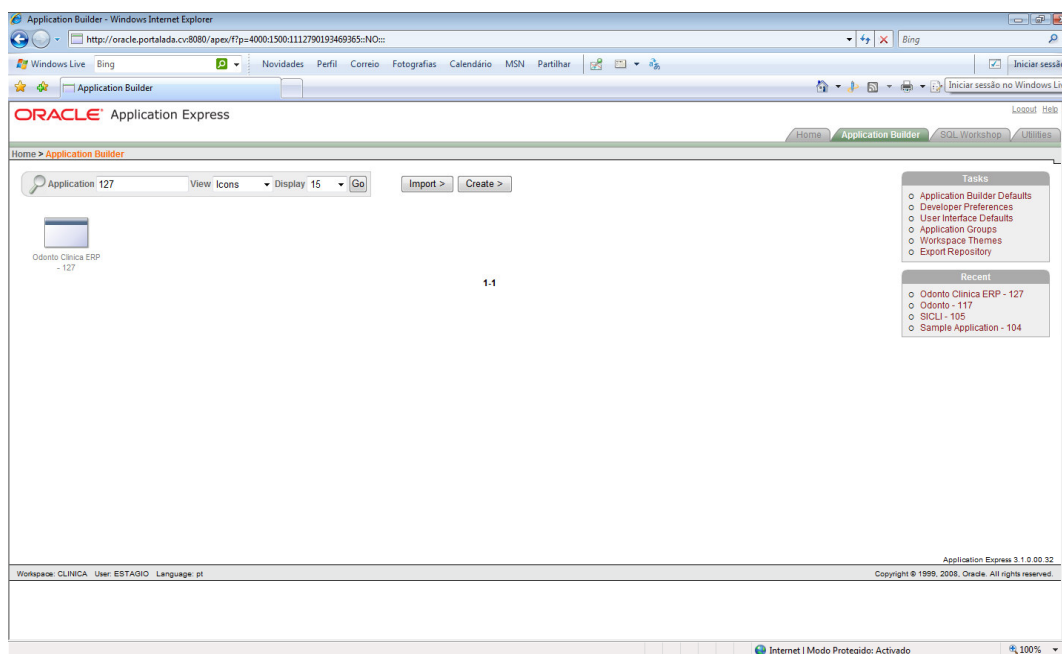 Application Builder - Windows Internet Explorer
http://oracle.portalada.cv:8080/apex/f?p=4000:1500:1112790193469365::NO:::
Bing
Windows Live Bing Novidades Perfil Correio Fotografias Calendário MSN Partilhar Iniciar sessã
Application Builder
Iniciar sessão no Windows Li
ORACLE Application Express
Logout Help
Home Application Builder SQL Workshop Utilities
Home > Application Builder
Application 127 View Icons Display 15 Go Import > Create >
Odonto Clinica ERP
- 127
1-1
Tasks
Application Builder Defaults
Developer Preferences
User Interface Defaults
Application Groups
Workspace Themes
Export Repository
Recent
Odonto Clinica ERP - 127
Odonto - 117
SICLI - 105
Sample Application - 104
Application Express 3.1.0.00.32
Workspace: CLINICA User: ESTAGIO Language: pt
Copyright © 1999, 2008, Oracle. All rights reserved.
Internet | Modo Protegido: Activado 100%